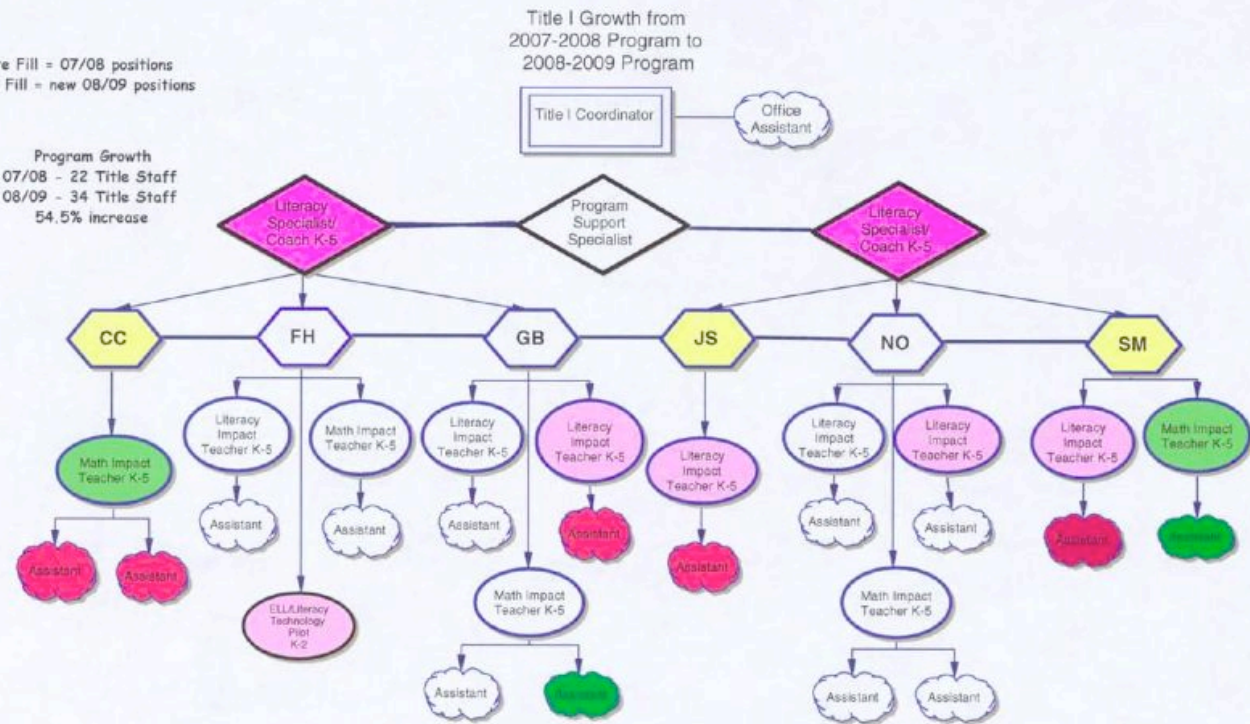 Title I Growth from
2007-2008 Program to
2008-2009 Program
e Fill = 07/08 positions
Fill = new 08/09 positions
Title I Coordinator
Office
Assistant
Program Growth
07/08 - 22 Title Staff
08/09 - 34 Title Staff
54.5% increase
Literacy
Specialist/
Coach K-5
Program
Support
Specialist
Literacy
Specialist/
Coach K-5
CC
FH
GB
JS
NO
SM
Math Impact
Teacher K-5
Assistant
Assistant
Literacy
Impact
Teacher K-5
Assistant
Math Impact
Teacher K-5
Assistant
ELL/Literacy
Technology
Pilot
K-2
Literacy
Impact
Teacher K-5
Assistant
Literacy
Impact
Teacher K-5
Assistant
Math Impact
Teacher K-5
Assistant
Assistant
Literacy
Impact
Teacher K-5
Assistant
Literacy
Impact
Teacher K-5
Assistant
Literacy
Impact
Teacher K-5
Assistant
Math Impact
Teacher K-5
Assistant
Assistant
Literacy
Impact
Teacher K-5
Assistant
Math Impact
Teacher K-5
Assistant